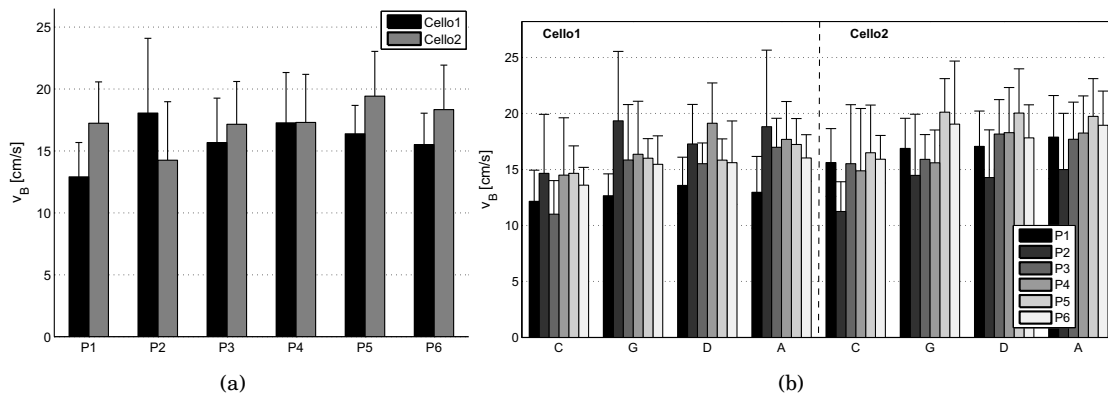 Cello1
Cello2
25
20
15
10
5
0
v_B [cm/s]
P1 P2 P3 P4 P5 P6
(a)
Cello1 Cello2
25
20
15
10
5
0
v_B [cm/s]
P1
P2
P3
P4
P5
P6
C G D A C G D A
(b)